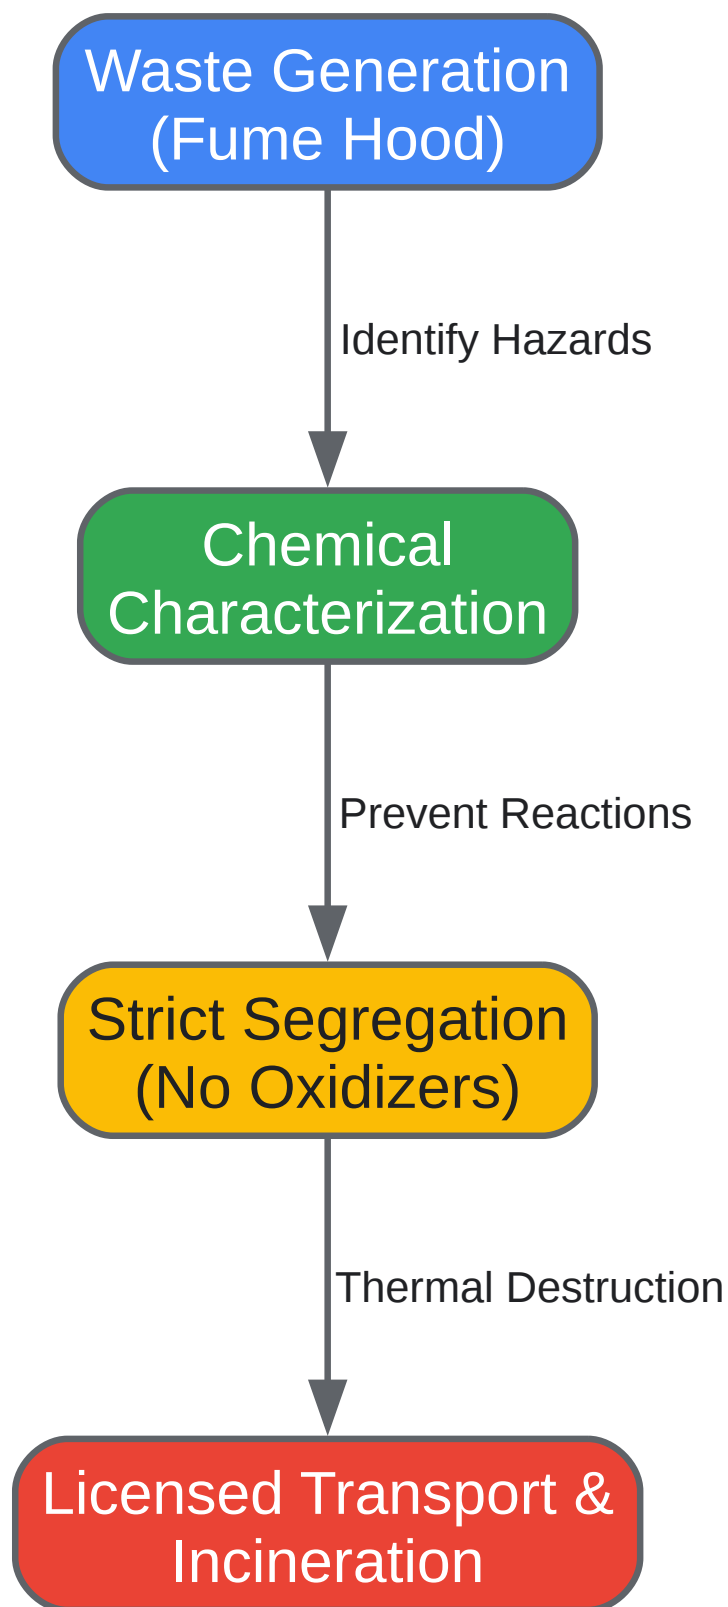 Waste Generation
(Fume Hood)
Identify Hazards
Chemical
Characterization
Prevent Reactions
Strict Segregation
(No Oxidizers)
Thermal Destruction
Licensed Transport &
Incineration